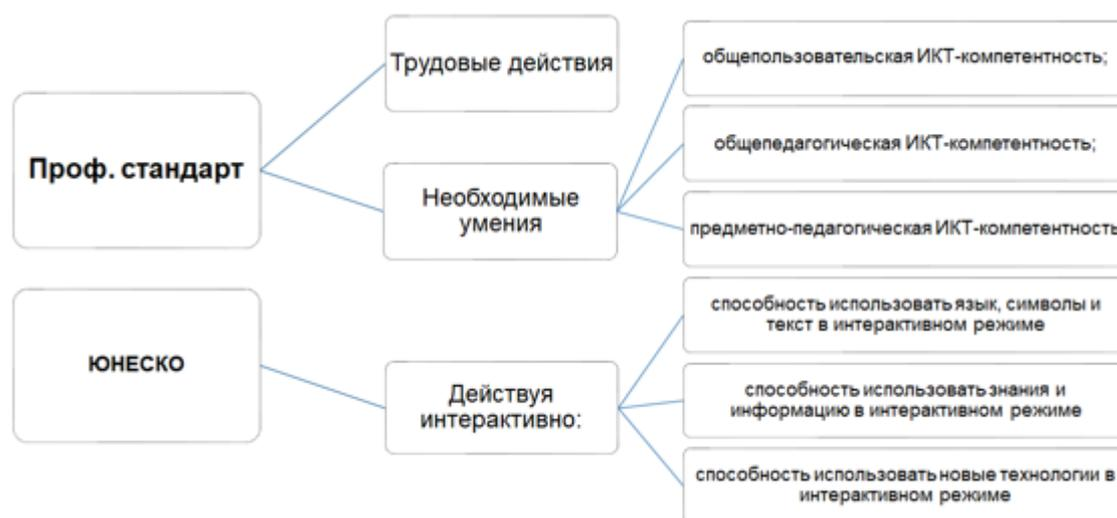 Проф. стандарт
Трудовые действия
Необходимые
умения
общепользовательская ИКТ-компетентность;
общепедагогическая ИКТ-компетентность;
предметно-педагогическая ИКТ-компетентность
ЮНЕСКО
Действуя
интерактивно:
способность использовать язык, символы и
текст в интерактивном режиме
способность использовать знания и
информацию в интерактивном режиме
способность использовать новые технологии в
интерактивном режиме